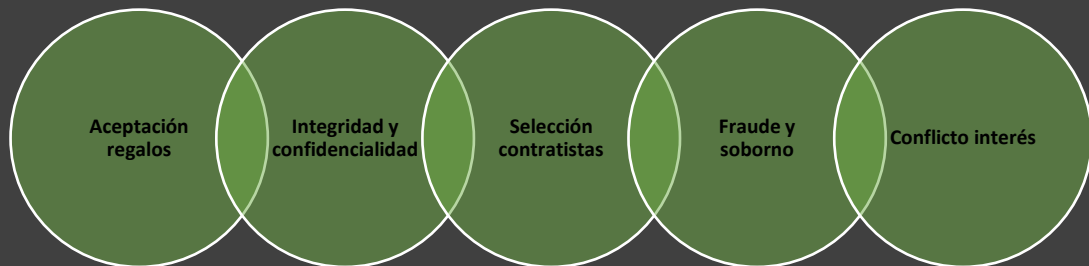 Aceptación
regalos
Integridad y
confidencialidad
Selección
contratistas
Fraude y
soborno
Conflicto interés